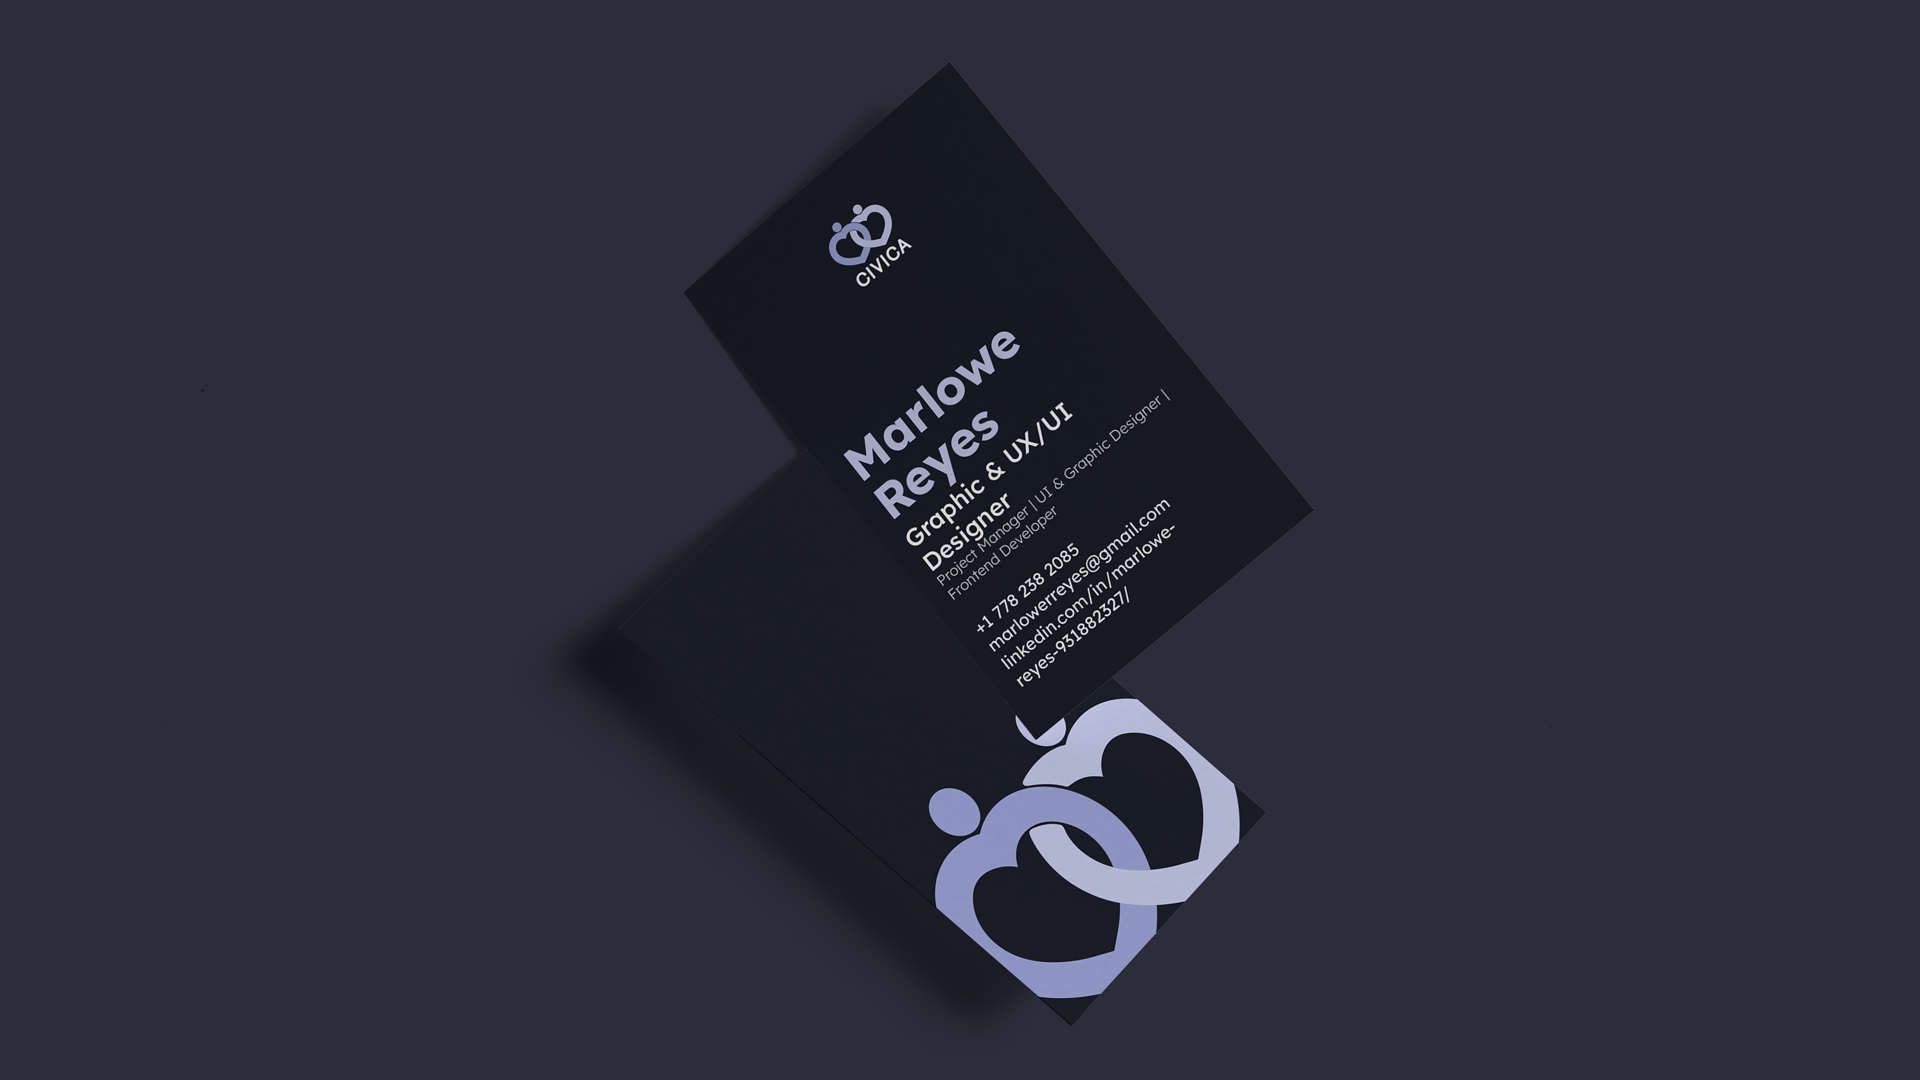 CIVICA
Marlowe
Reyes
Graphic & UX/UI
Designer
Project Manager | UI & Graphic Designer |
Frontend Developer
+1 778 238 2085
marlowerreyes@gmail.com
linkedin.com/in/marlowe-
reyes-931882327/